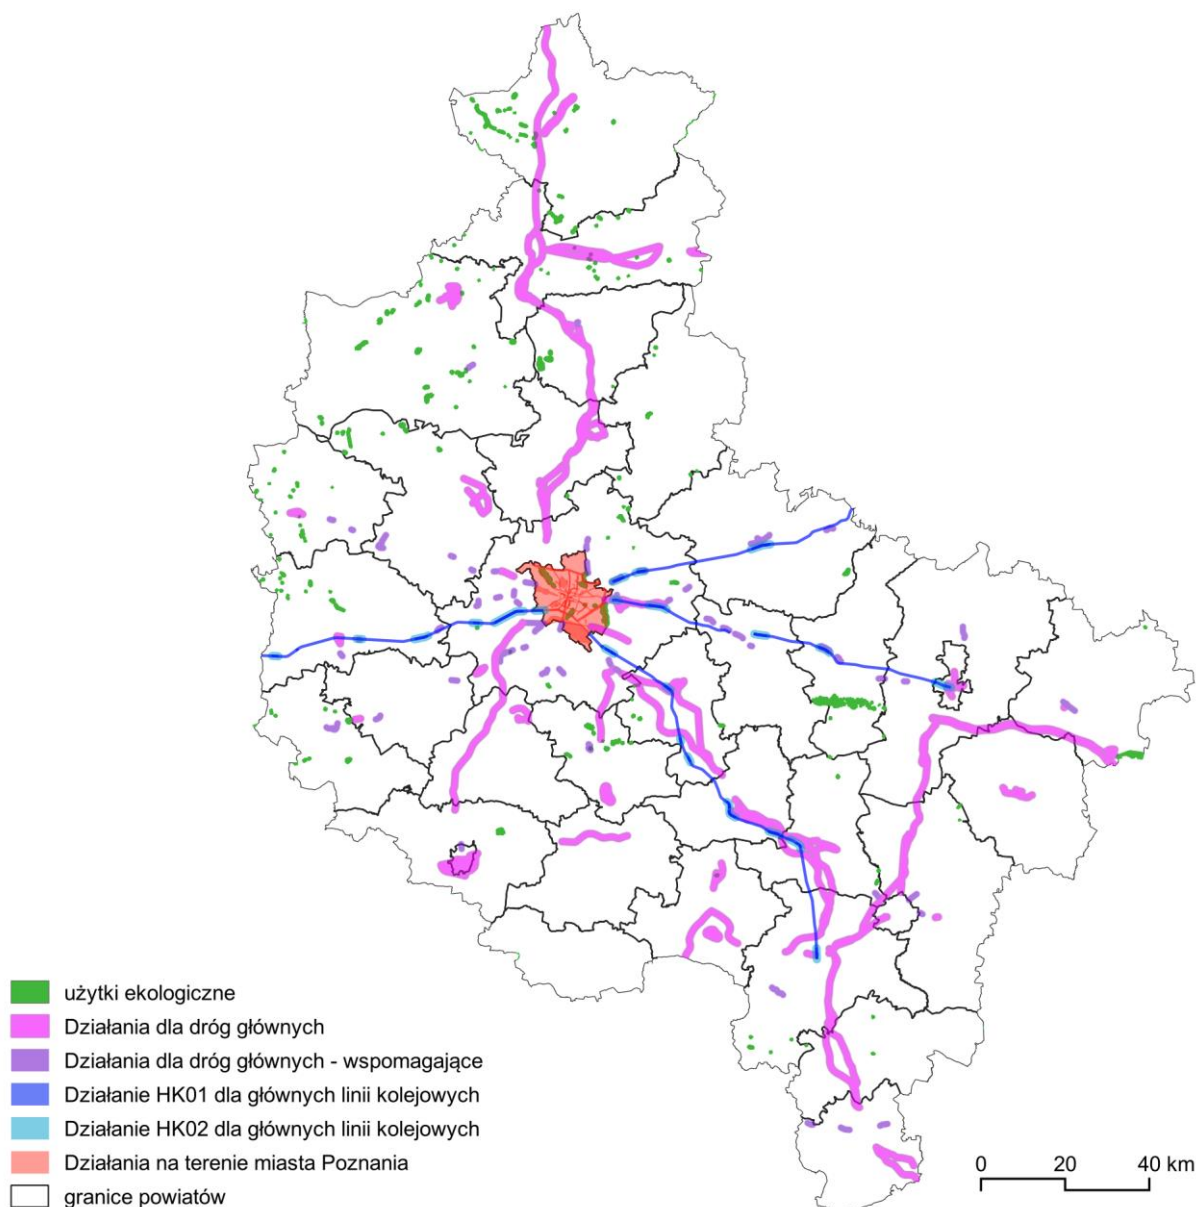 użytki ekologiczne
Działania dla dróg głównych
Działania dla dróg głównych - wspomagające
Działanie HK01 dla głównych linii kolejowych
Działanie HK02 dla głównych linii kolejowych
Działania na terenie miasta Poznania
granice powiatów
0 20 40 km